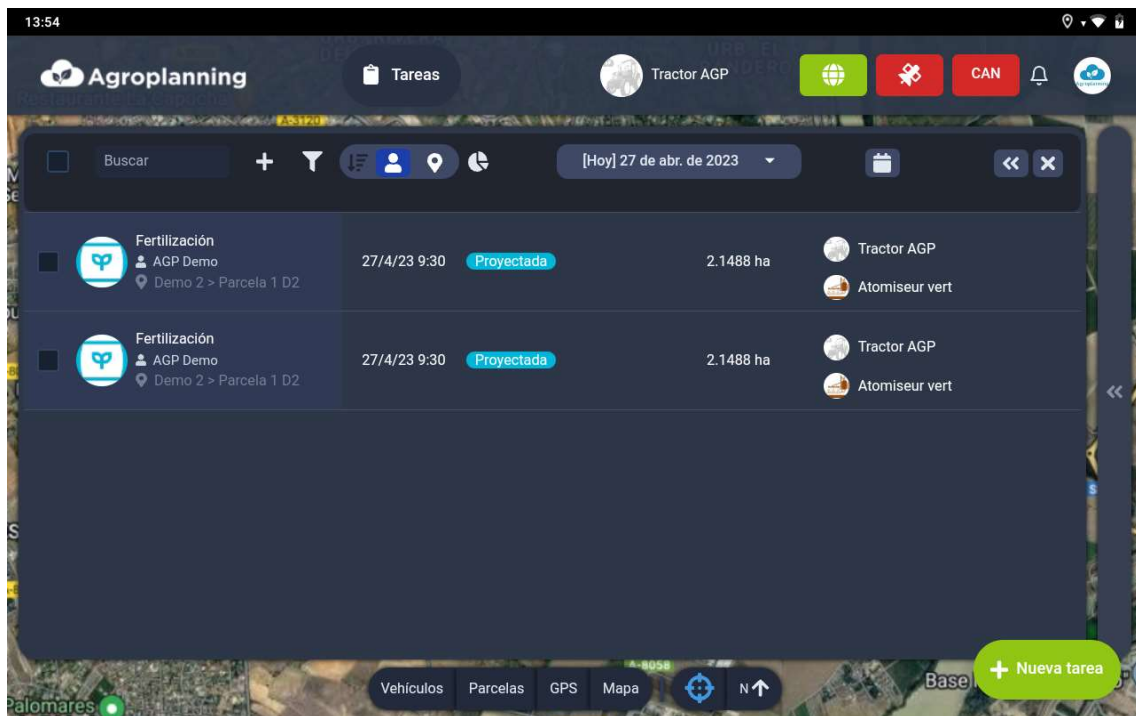 13:54
Agroplanning
Tareas
Tractor AGP
CAN
A-3120
Buscar
[Hoy] 27 de abr. de 2023
Fertilización
AGP Demo
Demo 2 > Parcela 1 D2
27/4/23 9:30
Proyectada
2.1488 ha
Tractor AGP
Atomiseur vert
Fertilización
AGP Demo
Demo 2 > Parcela 1 D2
27/4/23 9:30
Proyectada
2.1488 ha
Tractor AGP
Atomiseur vert
A-8058
Nueva tarea
Vehículos
Parcelas
GPS
Mapa
N
Base
Palomares